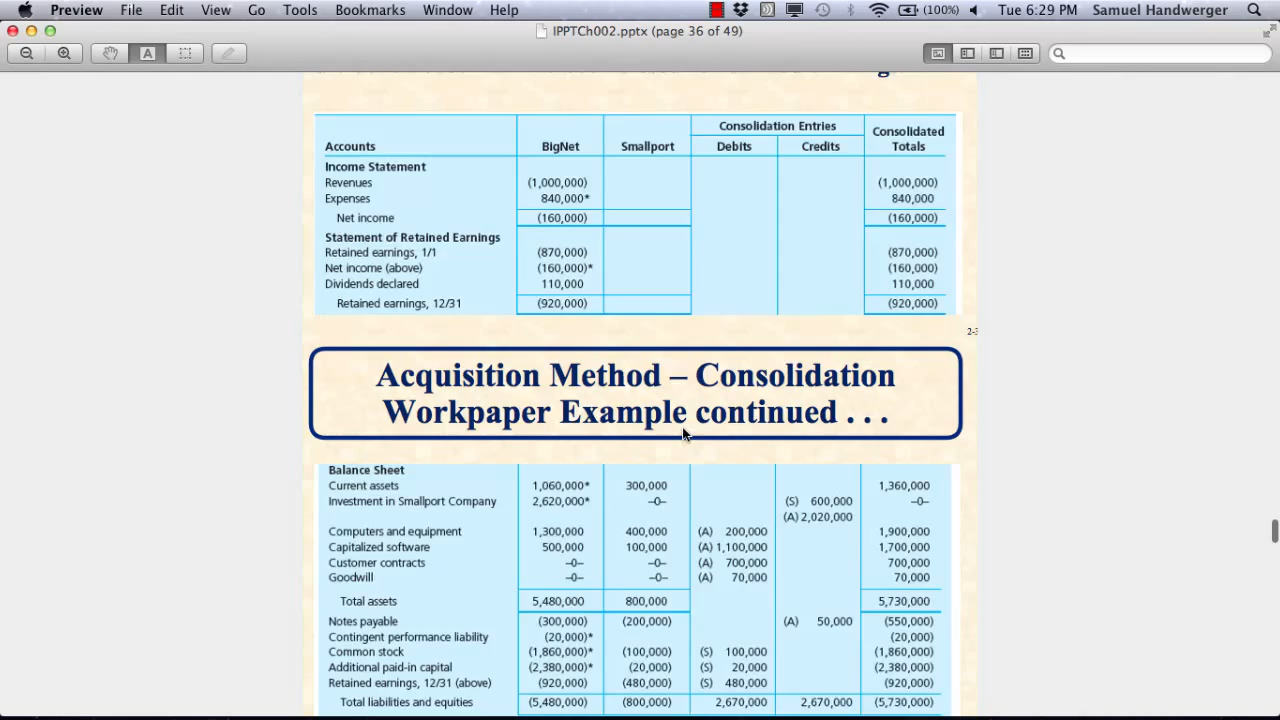 Preview File Edit View Go Tools Bookmarks Window Help (100%) Tue 6:29 PM Samuel Handwerger
IPPTCh002.pptx (page 36 of 49)
Consolidation Entries Consolidated
Accounts BigNet Smallport Debits Credits Totals
Income Statement
Revenues (1,000,000) (1,000,000)
Expenses 840,000* 840,000
Net income (160,000) (160,000)
Statement of Retained Earnings
Retained earnings, 1/1 (870,000) (870,000)
Net income (above) (160,000)* (160,000)
Dividends declared 110,000 110,000
Retained earnings, 12/31 (920,000) (920,000)
Acquisition Method – Consolidation
Workpaper Example continued . . .
Balance Sheet
Current assets 1,060,000* 300,000 1,360,000
Investment in Smallport Company 2,620,000* –0– (S) 600,000 –0–
(A) 2,020,000
Computers and equipment 1,300,000 400,000 (A) 200,000 1,900,000
Capitalized software 500,000 100,000 (A) 1,100,000 1,700,000
Customer contracts –0– –0– (A) 700,000 700,000
Goodwill –0– –0– (A) 70,000 70,000
Total assets 5,480,000 800,000 5,730,000
Notes payable (300,000) (200,000) (A) 50,000 (550,000)
Contingent performance liability (20,000)* (20,000)
Common stock (1,860,000)* (100,000) (S) 100,000 (1,860,000)
Additional paid-in capital (2,380,000)* (20,000) (S) 20,000 (2,380,000)
Retained earnings, 12/31 (above) (920,000) (480,000) (S) 480,000 (920,000)
Total liabilities and equities (5,480,000) (800,000) 2,670,000 2,670,000 (5,730,000)